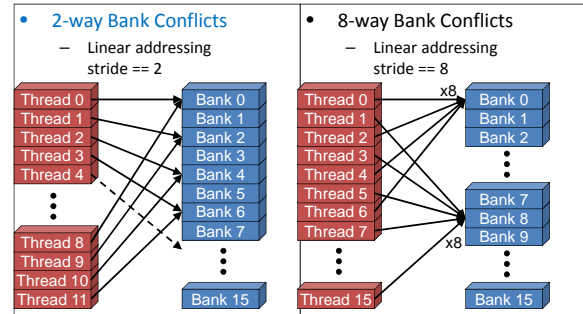 • 2-way Bank Conflicts
– Linear addressing
stride == 2
Thread 0
Thread 1
Thread 2
Thread 3
Thread 4
Thread 8
Thread 9
Thread 10
Thread 11
Bank 0
Bank 1
Bank 2
Bank 3
Bank 4
Bank 5
Bank 6
Bank 7
Bank 15
• 8-way Bank Conflicts
– Linear addressing
stride == 8
Thread 0
Thread 1
Thread 2
Thread 3
Thread 4
Thread 5
Thread 6
Thread 7
Thread 15
x8
x8
Bank 0
Bank 1
Bank 2
Bank 7
Bank 8
Bank 9
Bank 15